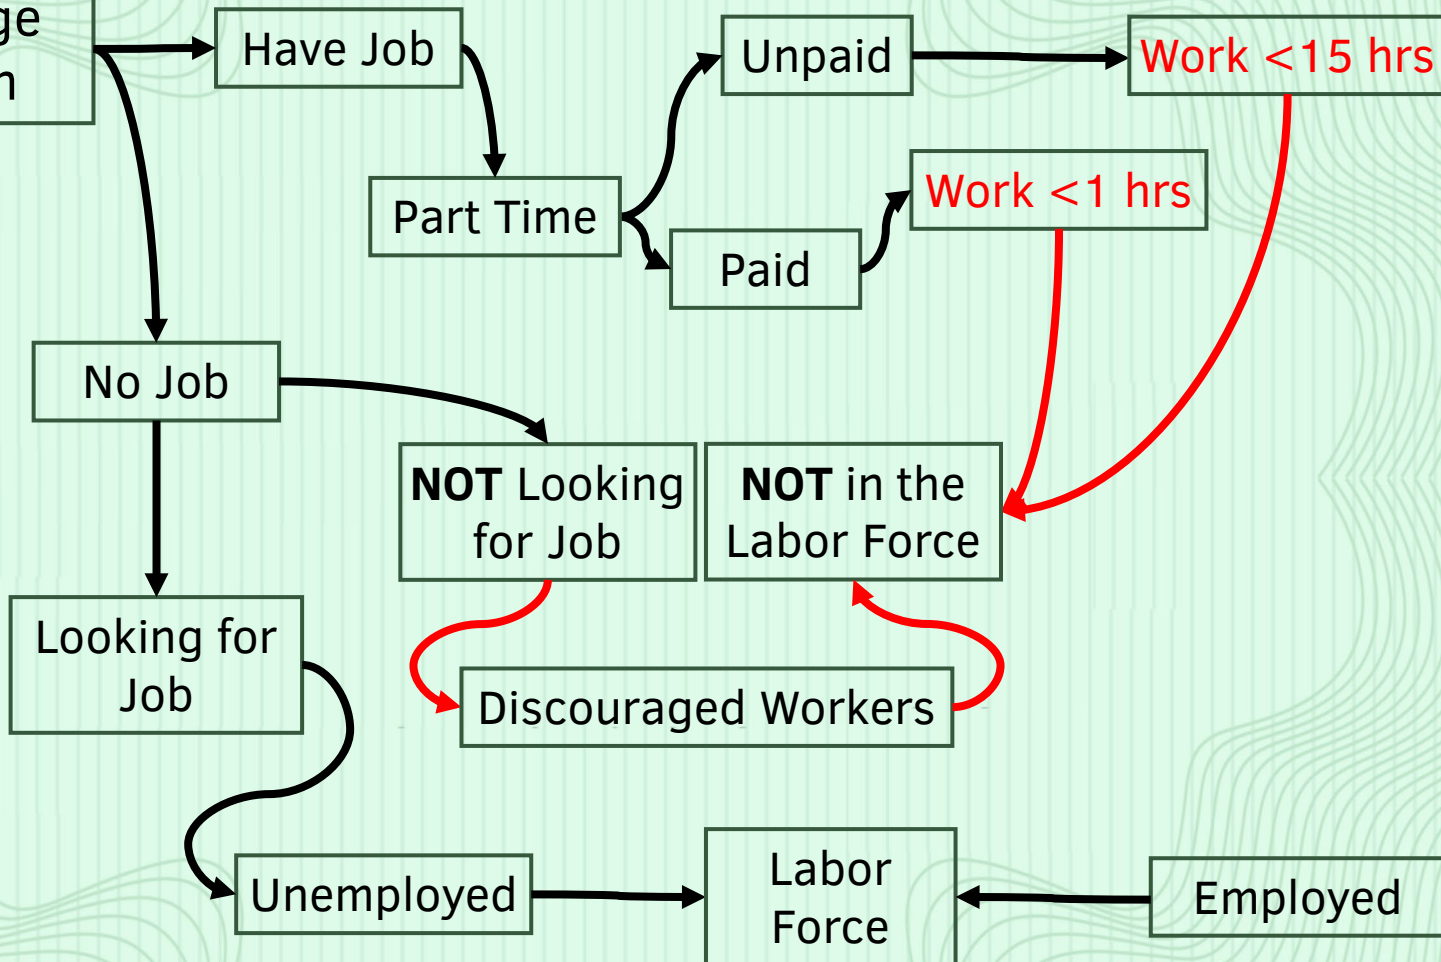 ge
n
Have Job
Unpaid
Work <15 hrs
Part Time
Work <1 hrs
Paid
No Job
NOT Looking
for Job
NOT in the
Labor Force
Looking for
Job
Discouraged Workers
Unemployed
Labor
Force
Employed